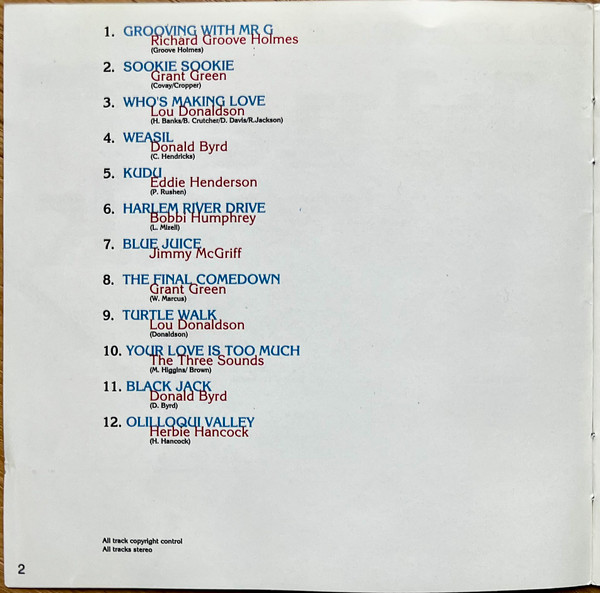 1. GROOVING WITH MR G
Richard Groove Holmes
(Groove Holmes)
2. SOOKIE SOOKIE
Grant Green
(Covay/Cropper)
3. WHO'S MAKING LOVE
Lou Donaldson
(H. Banks/B. Crutcher/D. Davis/R.Jackson)
4. WEASIL
Donald Byrd
(C. Hendricks)
5. KUDU
Eddie Henderson
(P. Rushen)
6. HARLEM RIVER DRIVE
Bobbi Humphrey
(L. Mizell)
7. BLUE JUICE
Jimmy McGriff
8. THE FINAL COMEDOWN
Grant Green
(W. Marcus)
9. TURTLE WALK
Lou Donaldson
(Donaldson)
10. YOUR LOVE IS TOO MUCH
The Three Sounds
(M. Higgins/ Brown)
11. BLACK JACK
Donald Byrd
(D. Byrd)
12. OLILLOQUI VALLEY
Herbie Hancock
(H. Hancock)
All track copyright control
All tracks stereo
2